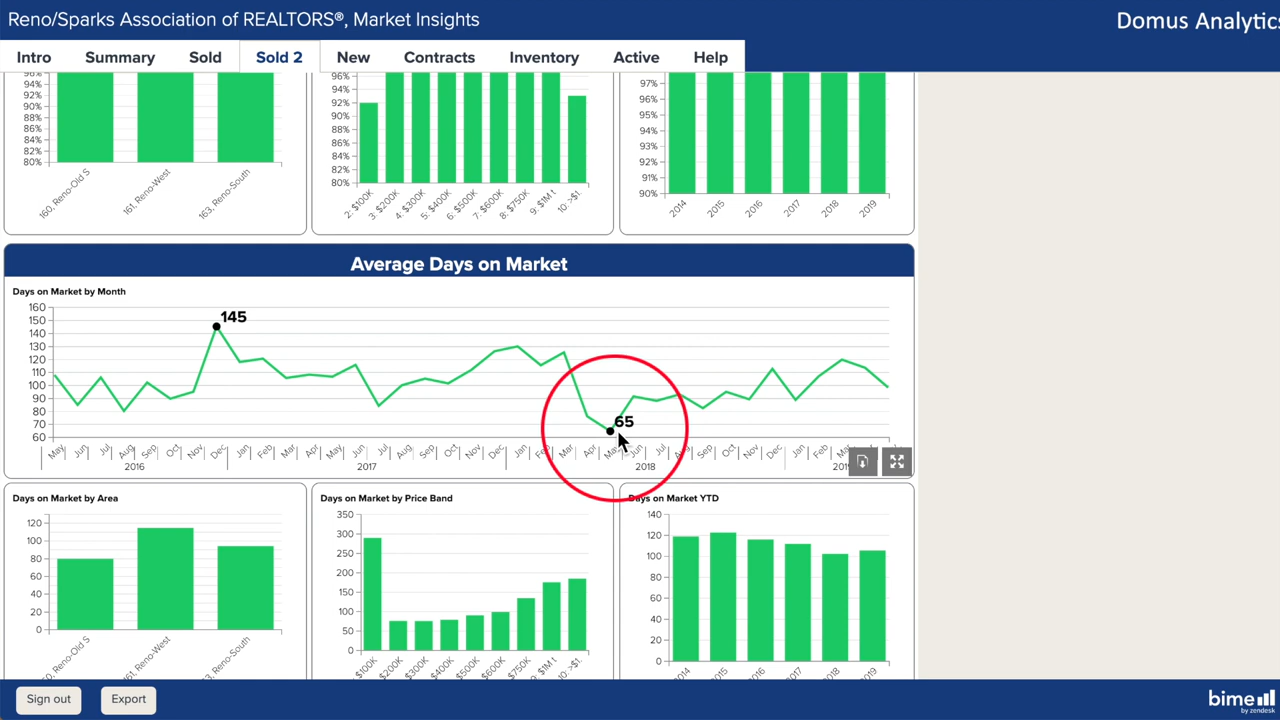 Reno/Sparks Association of REALTORS®, Market Insights
Domus Analytics
Intro Summary Sold Sold 2 New Contracts Inventory Active Help
96%
94%
92%
90%
88%
86%
84%
82%
80%
160, Reno-Old S
161, Reno-West
163, Reno-South
96%
94%
92%
90%
88%
86%
84%
82%
80%
2: $100K
3: $200K
4: $300K
5: $400K
6: $500K
7: $600K
8: $750K
9: $1M t
10: >$1.
97%
96%
95%
94%
93%
92%
91%
90%
2014 2015 2016 2017 2018 2019
Average Days on Market
Days on Market by Month
160
150
140
130
120
110
100
90
80
70
60
145
65
May Jun Jul Aug Sep Oct Nov Dec Jan Feb Mar Apr May Jun Jul Aug Sep Oct Nov Dec Jan Feb Mar Apr May Jun Jul Aug Sep Oct Nov Dec Jan Feb Mar
2016 2017 2018
Days on Market by Area
120
100
80
60
40
20
0
Reno-Old S
161, Reno-West
Reno-South
Days on Market by Price Band
350
300
250
200
150
100
50
0
$100K
$200K
$300K
$400K
$500K
$600K
$750K
$1M t
>$1.
Days on Market YTD
140
120
100
80
60
40
20
0
2014 2015 2016 2017 2018 2019
Sign out Export
bime
by zendesk